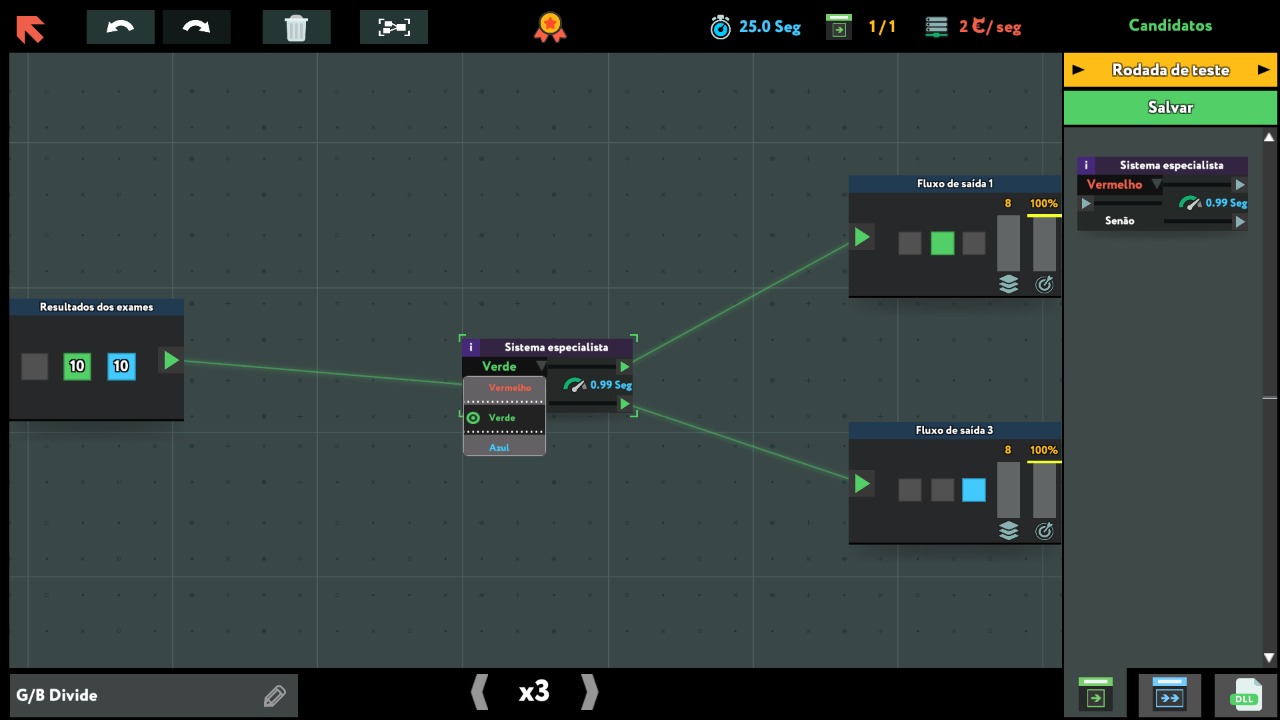 25.0 Seg
1/1
2 ₵/ seg
Candidatos
Rodada de teste
Salvar
Sistema especialista
Vermelho
0.99 Seg
Senão
Fluxo de saída 1
8
100%
Resultados dos exames
10
10
Sistema especialista
Verde
0.99 Seg
Vermelho
Verde
Azul
Fluxo de saída 3
8
100%
G/B Divide
x3
DLL